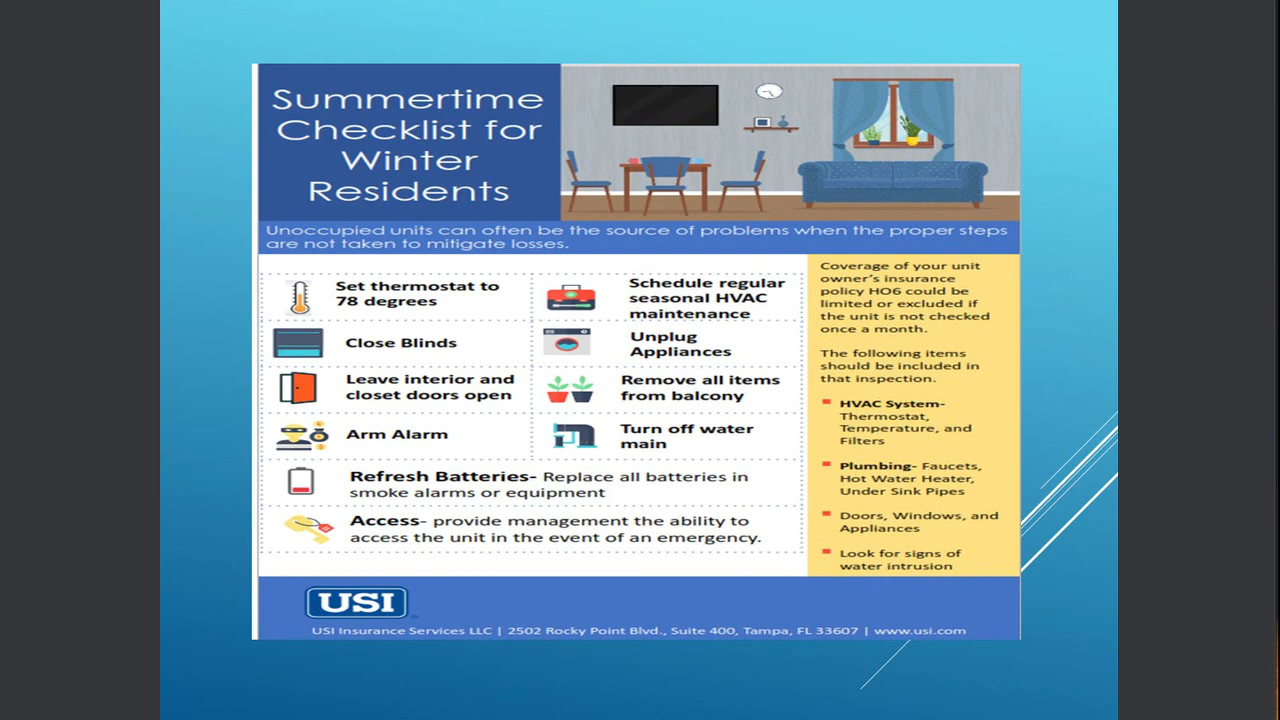 Summertime
Checklist for
Winter
Residents
Unoccupied units can often be the source of problems when the proper steps
are not taken to mitigate losses.
Set thermostat to
78 degrees
Schedule regular
seasonal HVAC
maintenance
Close Blinds
Unplug
Appliances
Leave interior and
closet doors open
Remove all items
from balcony
Arm Alarm
Turn off water
main
Refresh Batteries- Replace all batteries in
smoke alarms or equipment
Access- provide management the ability to
access the unit in the event of an emergency.
Coverage of your unit
owner's insurance
policy HO6 could be
limited or excluded if
the unit is not checked
once a month.
The following items
should be included in
that inspection.
HVAC System-
Thermostat,
Temperature, and
Filters
Plumbing- Faucets,
Hot Water Heater,
Under Sink Pipes
Doors, Windows, and
Appliances
Look for signs of
water intrusion
USI
USI Insurance Services LLC | 2502 Rocky Point Blvd., Suite 400, Tampa, FL 33607 | www.usi.com